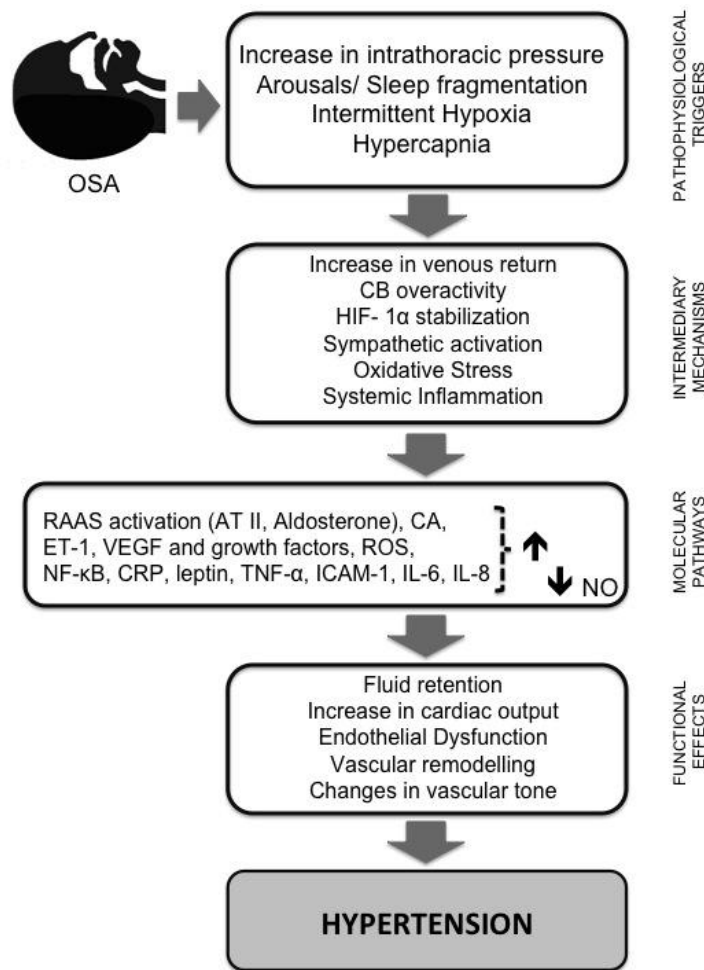 OSA
Increase in intrathoracic pressure
Arousals/ Sleep fragmentation
Intermittent Hypoxia
Hypercapnia
PATHOPHYSIOLOGICAL
TRIGGERS
Increase in venous return
CB overactivity
HIF- 1α stabilization
Sympathetic activation
Oxidative Stress
Systemic Inflammation
INTERMEDIARY
MECHANISMS
RAAS activation (AT II, Aldosterone), CA,
ET-1, VEGF and growth factors, ROS,
NF-κB, CRP, leptin, TNF-α, ICAM-1, IL-6, IL-8
NO
MOLECULAR
PATHWAYS
Fluid retention
Increase in cardiac output
Endothelial Dysfunction
Vascular remodelling
Changes in vascular tone
FUNCTIONAL
EFFECTS
HYPERTENSION